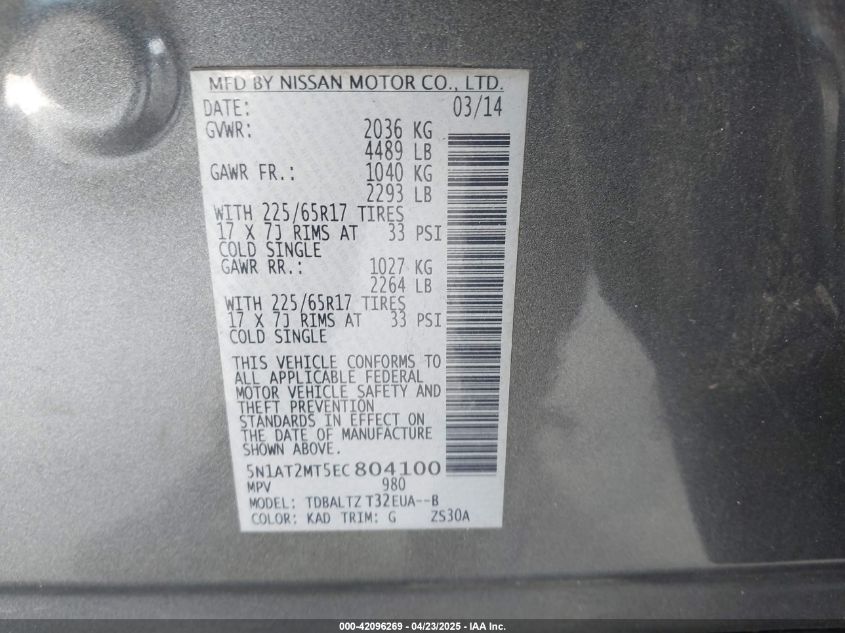 MFD BY NISSAN MOTOR CO., LTD.
DATE: 03/14
GVWR: 2036 KG
4489 LB
GAWR FR.: 1040 KG
2293 LB
WITH 225/65R17 TIRES
17 X 7J RIMS AT 33 PSI
COLD SINGLE
GAWR RR.: 1027 KG
2264 LB
WITH 225/65R17 TIRES
17 X 7J RIMS AT 33 PSI
COLD SINGLE
THIS VEHICLE CONFORMS TO
ALL APPLICABLE FEDERAL
MOTOR VEHICLE SAFETY AND
THEFT PREVENTION
STANDARDS IN EFFECT ON
THE DATE OF MANUFACTURE
SHOWN ABOVE.
5N1AT2MT5EC804100
MPV 980
MODEL: TDBALTZ T32EUA--B
COLOR: KAD TRIM: G ZS30A
000-42096269 - 04/23/2025 - IAA Inc.